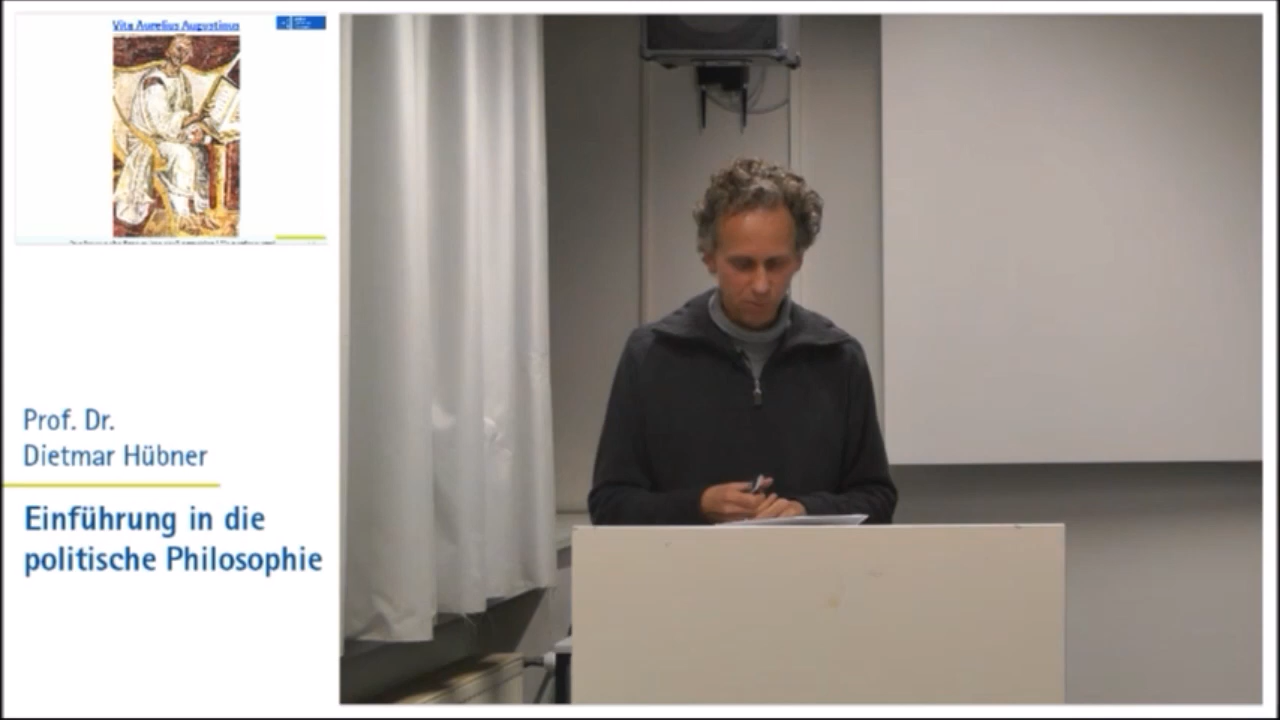 Vita Aurelius Augustinus
Prof. Dr.
Dietmar Hübner
Einführung in die
politische Philosophie